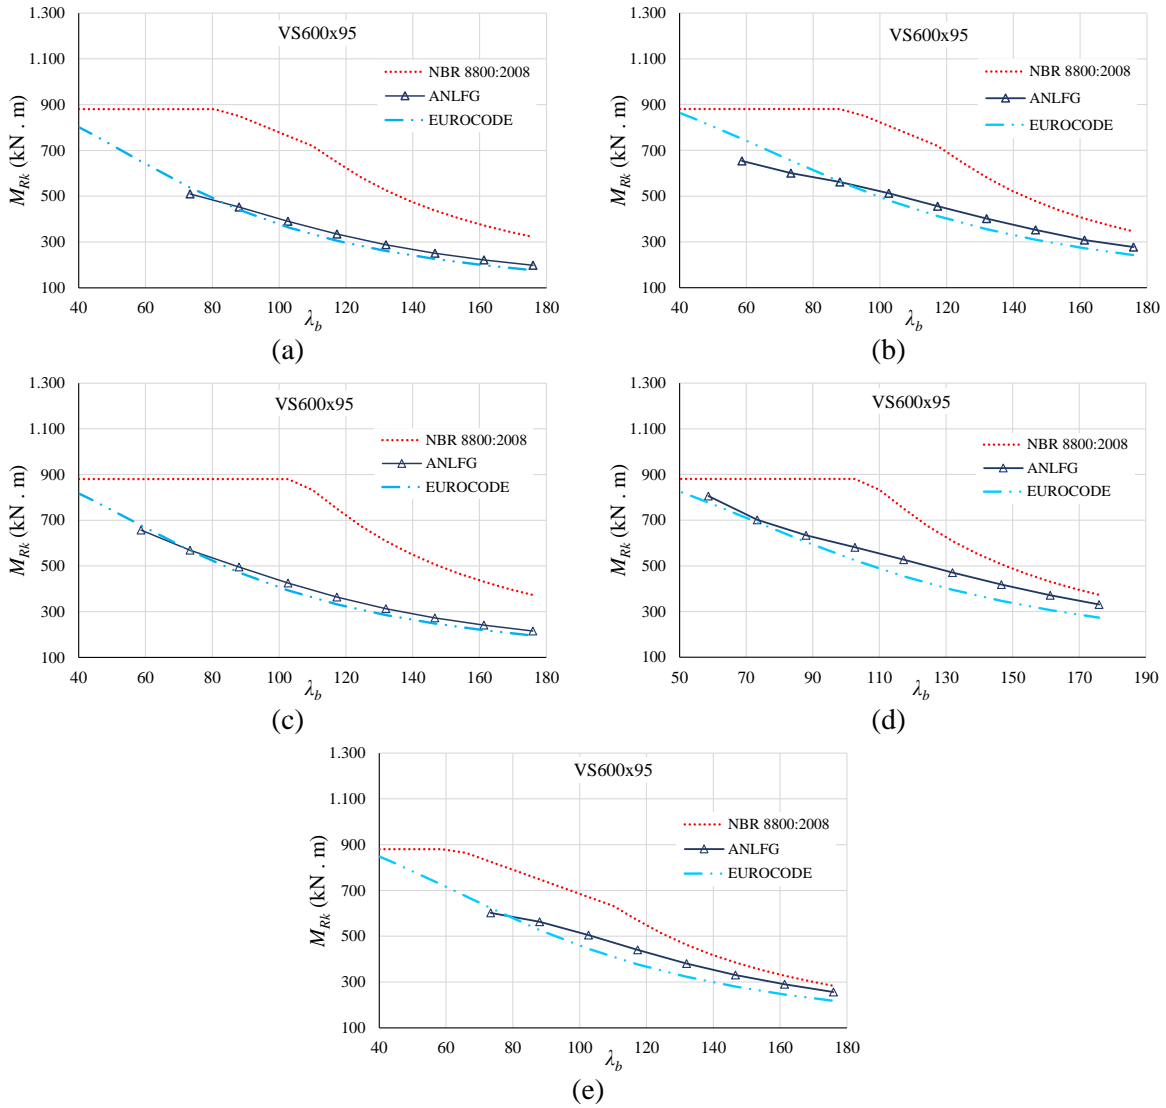 VS600x95
M_Rk (kN . m)
1.300
1.100
900
700
500
300
100
NBR 8800:2008
ANLFG
EUROCODE
40 60 80 100 120 140 160 180
λ_b
(a)
VS600x95
M_Rk (kN . m)
1.300
1.100
900
700
500
300
100
NBR 8800:2008
ANLFG
EUROCODE
40 60 80 100 120 140 160 180
λ_b
(b)
VS600x95
M_Rk (kN . m)
1.300
1.100
900
700
500
300
100
NBR 8800:2008
ANLFG
EUROCODE
40 60 80 100 120 140 160 180
λ_b
(c)
VS600x95
M_Rk (kN . m)
1.300
1.100
900
700
500
300
100
NBR 8800:2008
ANLFG
EUROCODE
50 70 90 110 130 150 170 190
λ_b
(d)
VS600x95
M_Rk (kN . m)
1.300
1.100
900
700
500
300
100
NBR 8800:2008
ANLFG
EUROCODE
40 60 80 100 120 140 160 180
λ_b
(e)